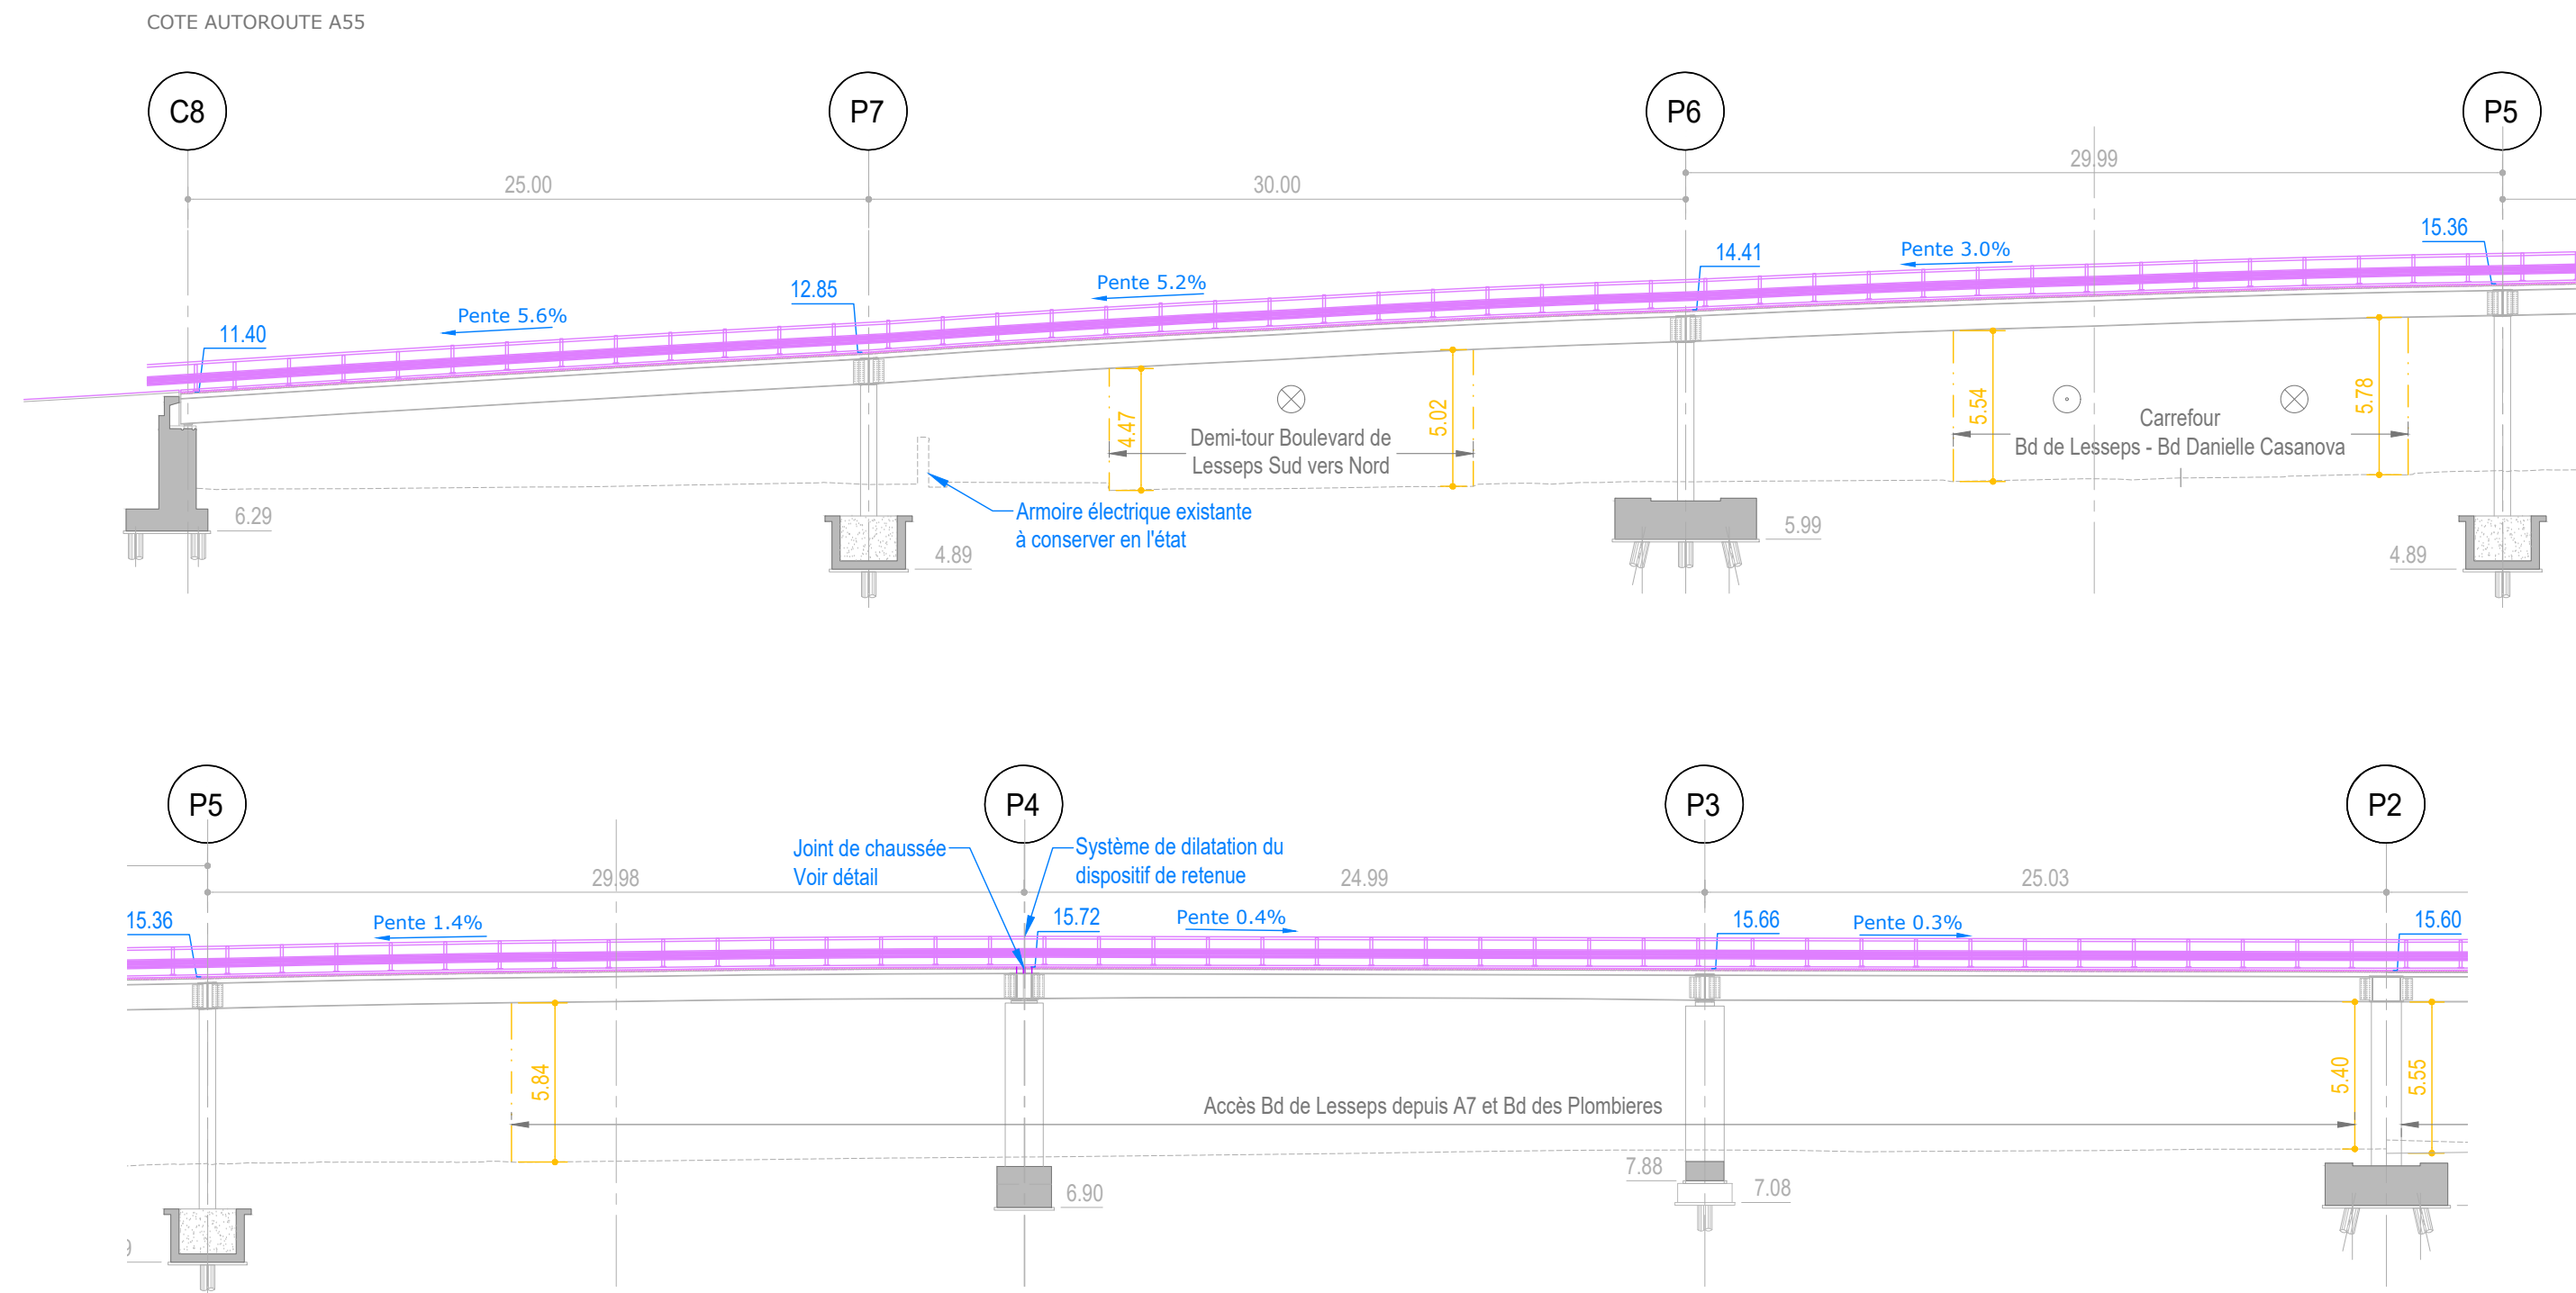 COTE AUTOROUTE A55
C8
P7
P6
P5
25.00
30.00
29.99
11.40
Pente 5.6%
12.85
Pente 5.2%
14.41
Pente 3.0%
15.36
4.47
Demi-tour Boulevard de
Lesseps Sud vers Nord
5.02
5.54
Carrefour
Bd de Lesseps - Bd Danielle Casanova
5.78
Armoire électrique existante
à conserver en l'état
6.29
4.89
5.99
4.89
P5
P4
P3
P2
29.98
Joint de chaussée
Voir détail
Système de dilatation du
dispositif de retenue
24.99
25.03
15.36
Pente 1.4%
15.72
Pente 0.4%
15.66
Pente 0.3%
15.60
5.84
Accès Bd de Lesseps depuis A7 et Bd des Plombieres
5.40
5.55
6.90
7.88
7.08